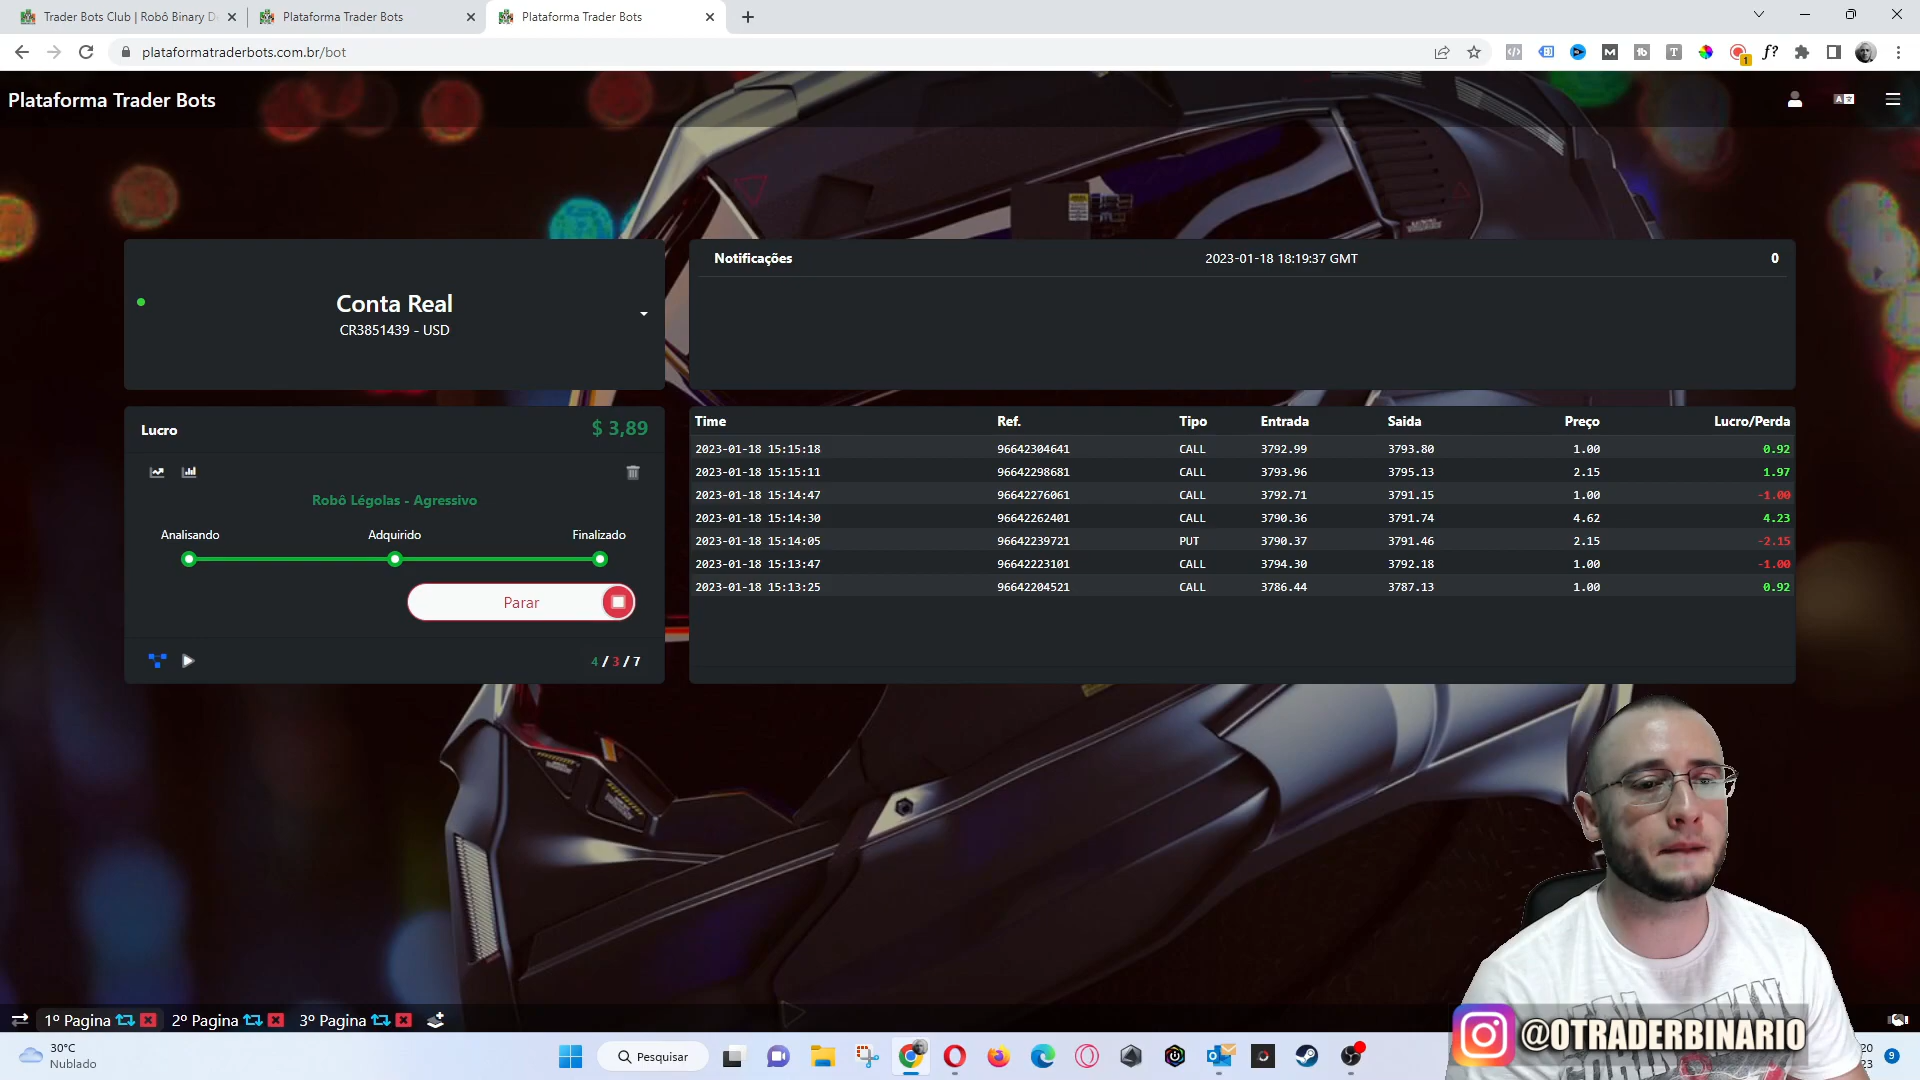 Trader Bots Club | Robô Binary D
Plataforma Trader Bots
Plataforma Trader Bots
plataformatraderbots.com.br/bot
Plataforma Trader Bots
Conta Real
CR3851439 - USD
Notificações 2023-01-18 18:19:37 GMT 0
Lucro $ 3,89
Robô Légolas - Agressivo
Analisando Adquirido Finalizado
Parar
4 / 3 / 7
Time Ref. Tipo Entrada Saida Preço Lucro/Perda
2023-01-18 15:15:18 96642304641 CALL 3792.99 3793.80 1.00 0.92
2023-01-18 15:15:11 96642298681 CALL 3793.96 3795.13 2.15 1.97
2023-01-18 15:14:47 96642276061 CALL 3792.71 3791.15 1.00 -1.00
2023-01-18 15:14:30 96642262401 CALL 3790.36 3791.74 4.62 4.23
2023-01-18 15:14:05 96642239721 PUT 3790.37 3791.46 2.15 -2.15
2023-01-18 15:13:47 96642223101 CALL 3794.30 3792.18 1.00 -1.00
2023-01-18 15:13:25 96642204521 CALL 3786.44 3787.13 1.00 0.92
1º Pagina 2º Pagina 3º Pagina
@OTRADERBINARIO
30°C
Nublado
Pesquisar
20
23
9